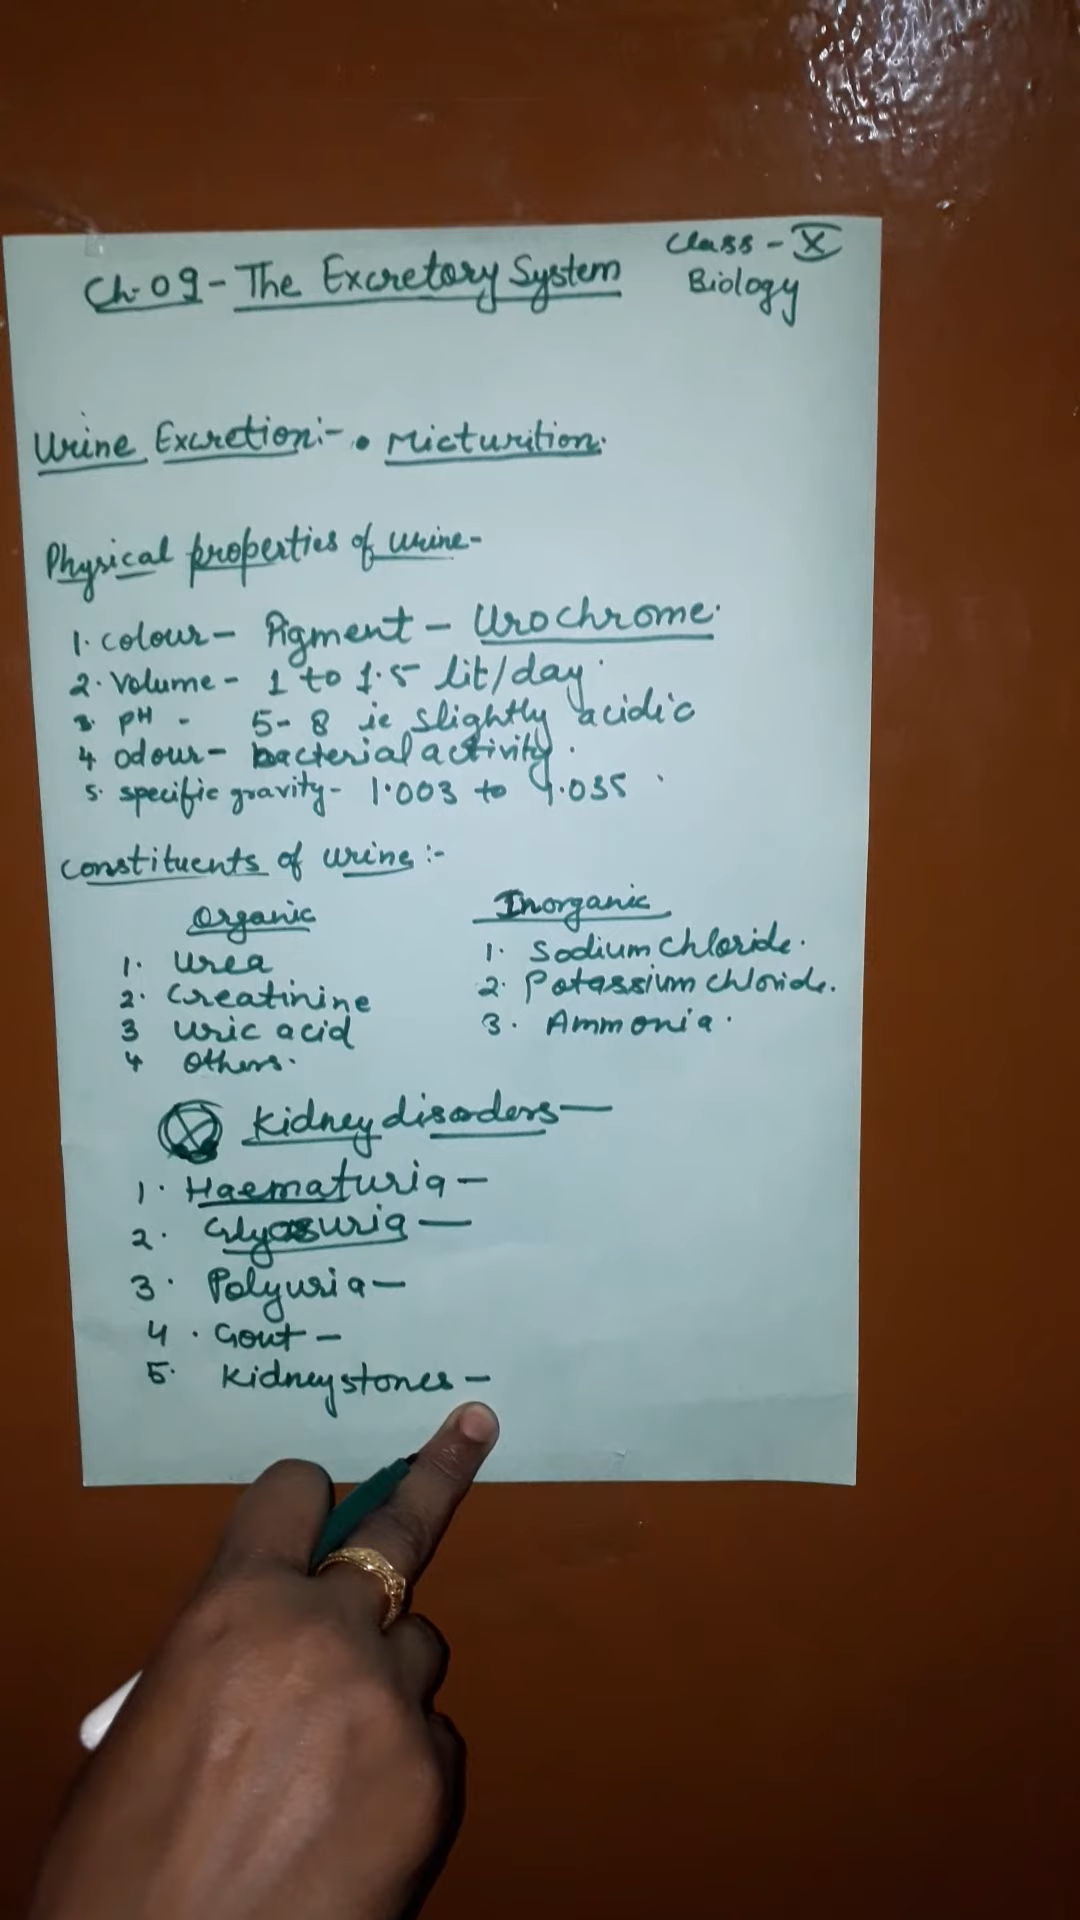 Class - X
Ch-09 - The Excretory System
Biology
Urine Excretion:- • Micturition.
Physical properties of urine-
1. colour - Pigment - Urochrome.
2. Volume - 1 to 1.5 lit/day.
3. pH - 5-8 ie slightly acidic
4 odour - bacterial activity.
5. specific gravity - 1.003 to 1.035
constituents of urine :-
Organic
Inorganic
1. Urea
1. Sodium chloride.
2. Creatinine
2. Potassium chloride.
3 Uric acid
3. Ammonia.
4 Others.
Kidney disoders—
1. Haematuria -
2. Glyosuria —
3. Polyuria -
4. Gout -
5. Kidney stones -